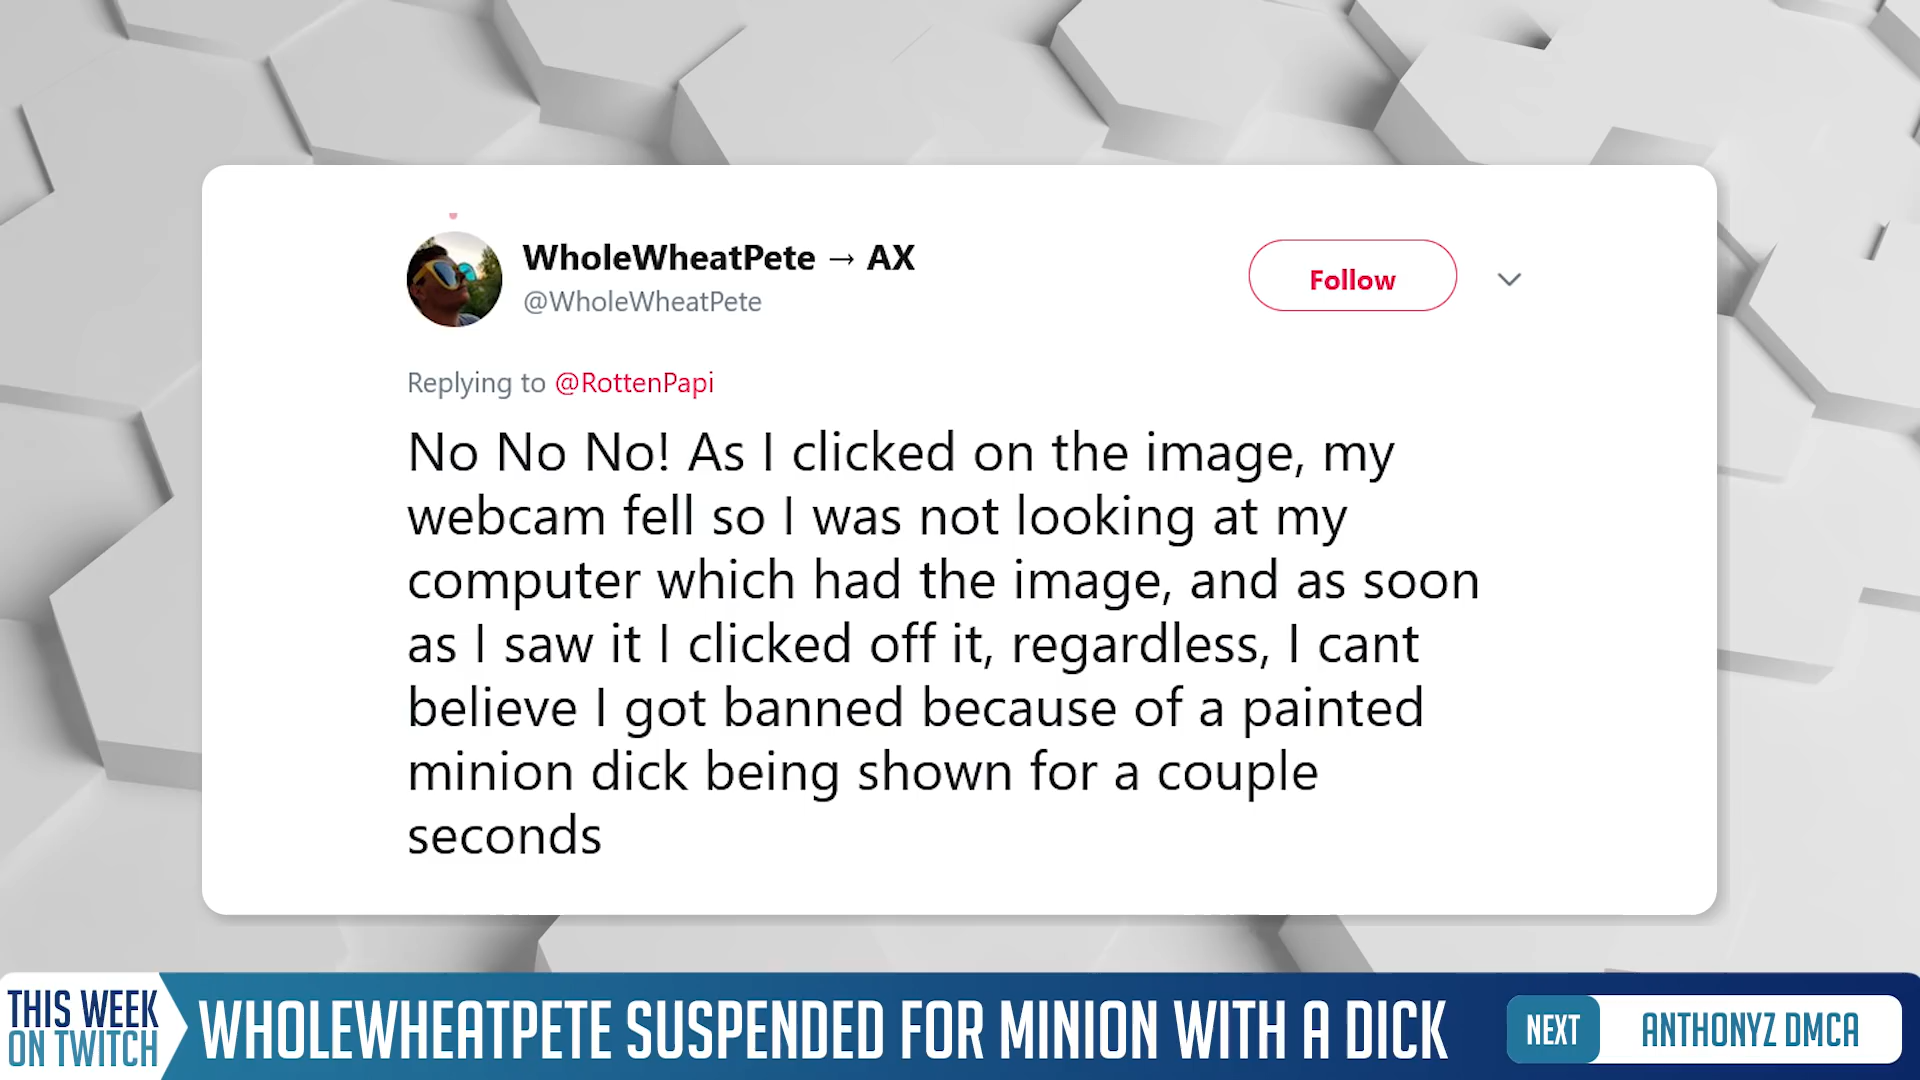 WholeWheatPete → AX
@WholeWheatPete
Follow
Replying to @RottenPapi
No No No! As I clicked on the image, my
webcam fell so I was not looking at my
computer which had the image, and as soon
as I saw it I clicked off it, regardless, I cant
believe I got banned because of a painted
minion dick being shown for a couple
seconds
THIS WEEK
ON TWITCH
WHOLEWHEATPETE SUSPENDED FOR MINION WITH A DICK
NEXT
ANTHONYZ DMCA